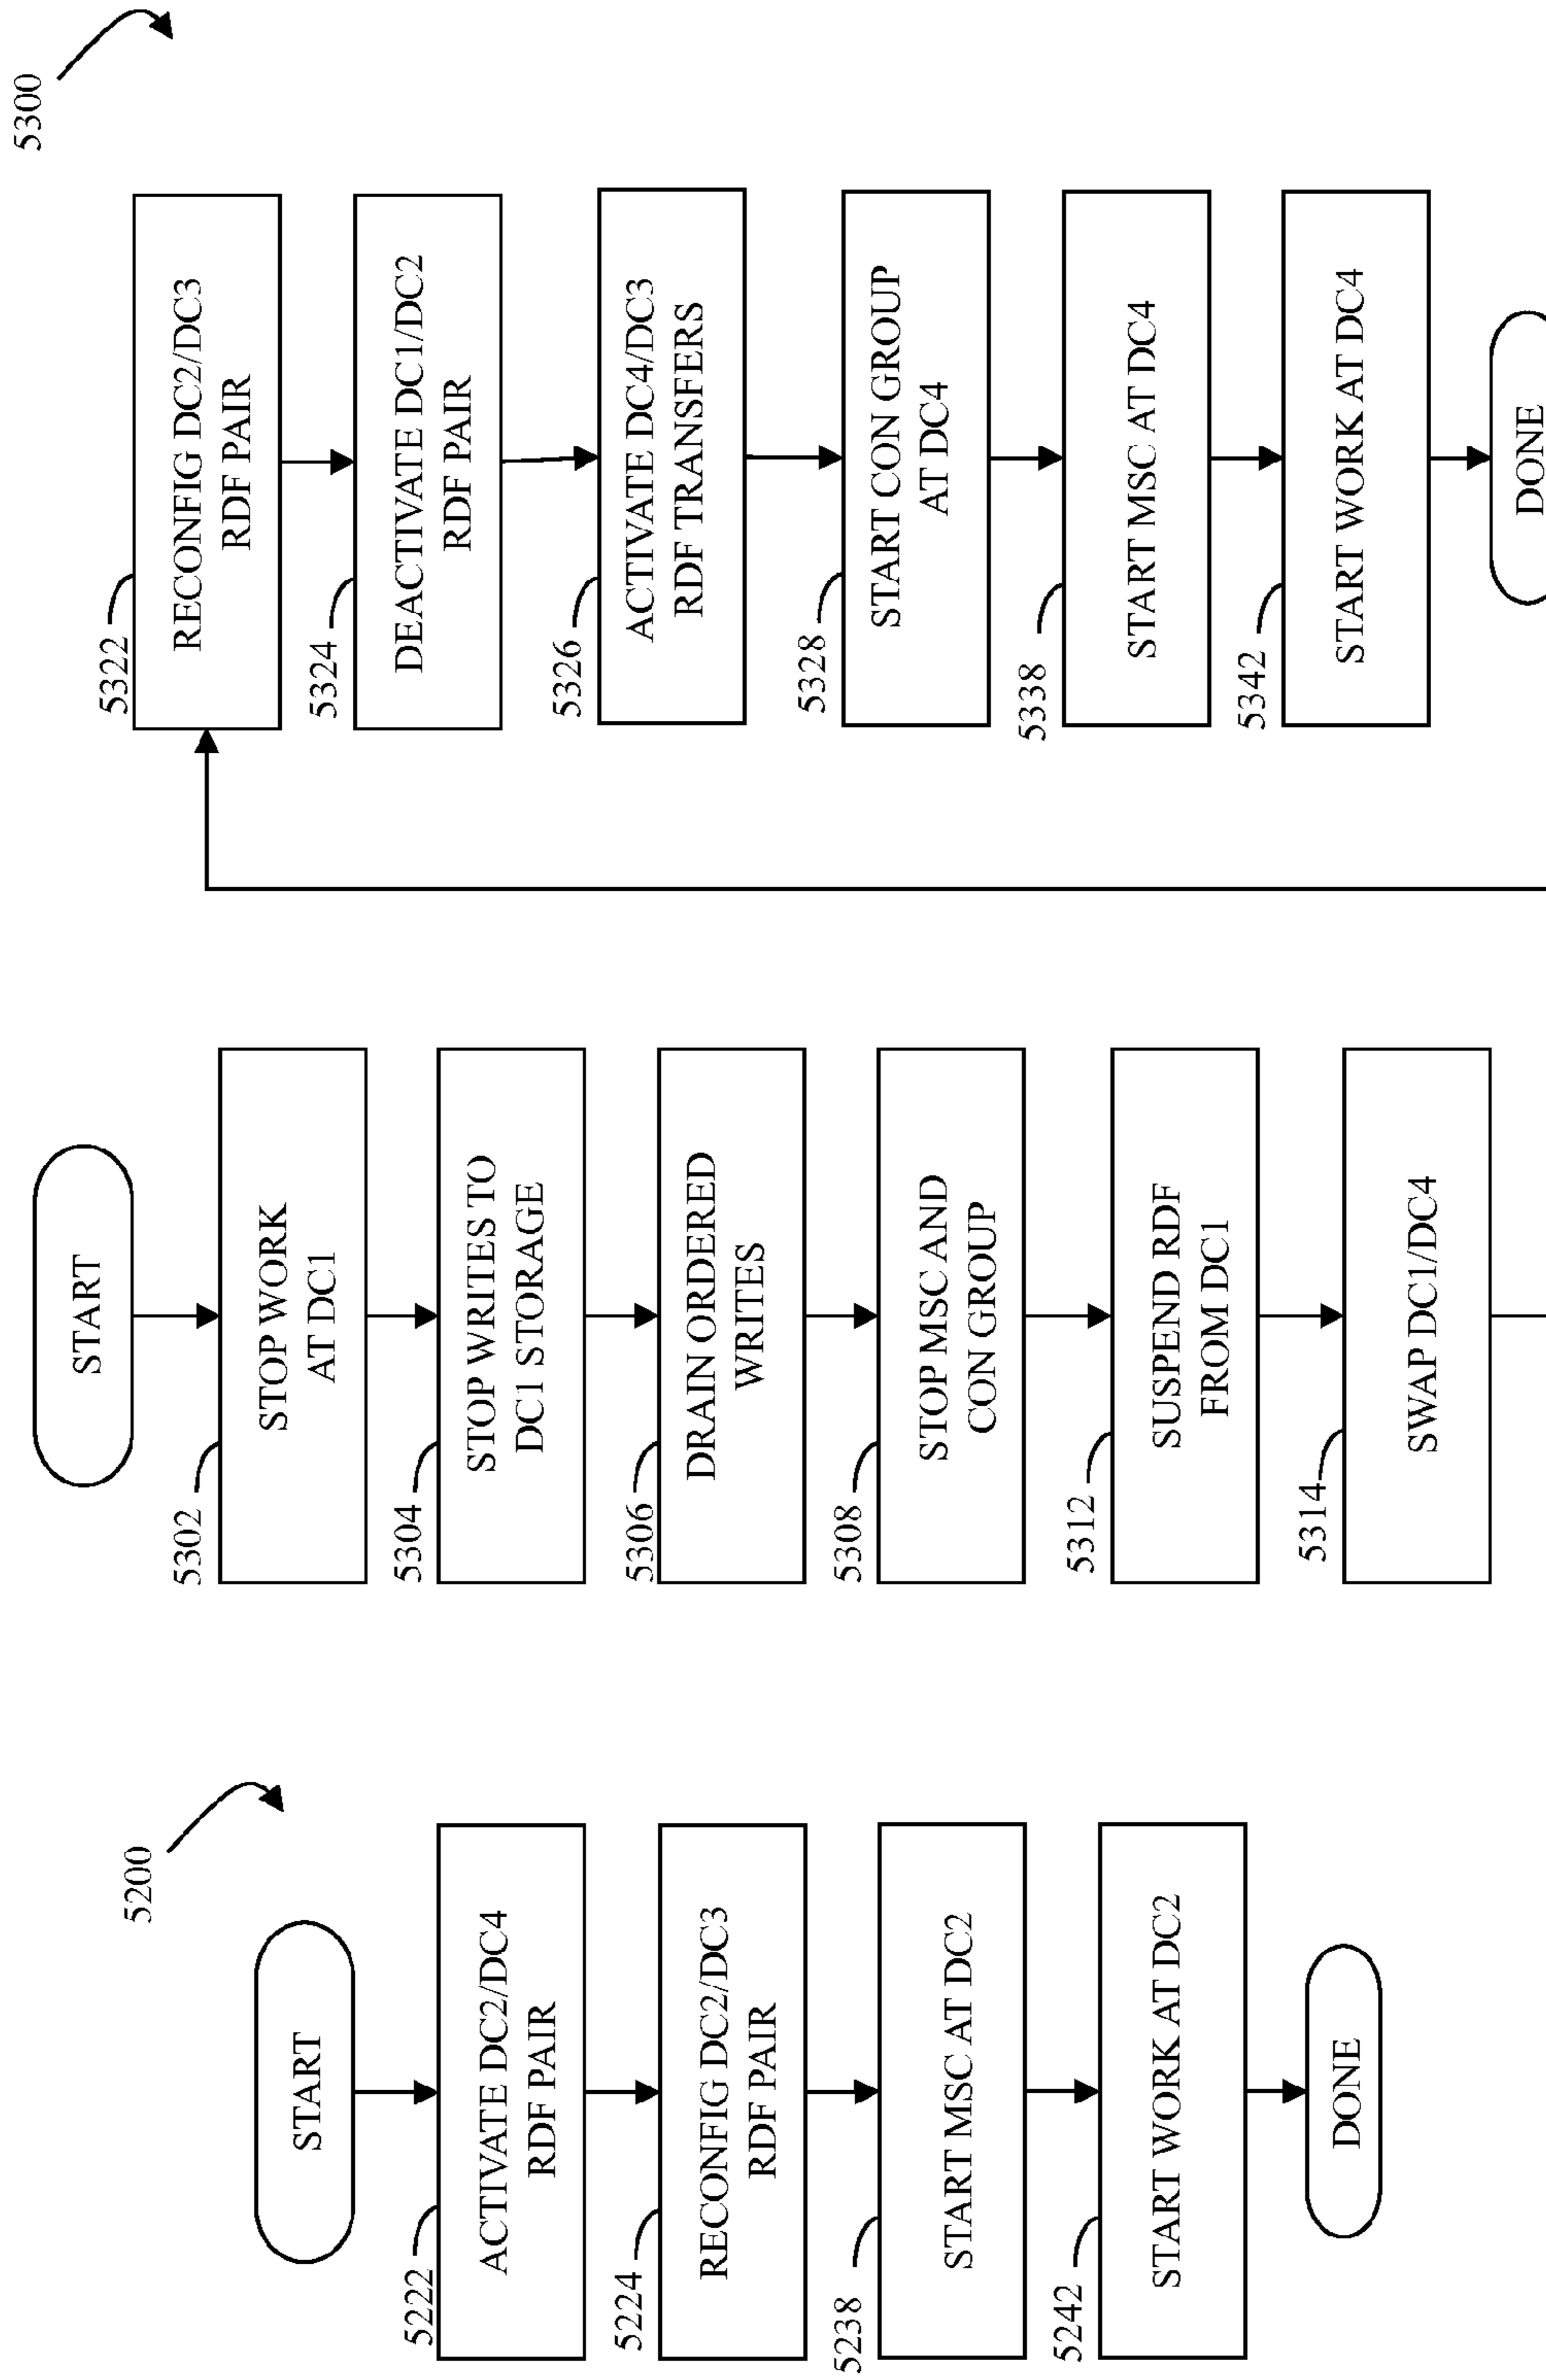 5200
START
5222
ACTIVATE DC2/DC4
RDF PAIR
5224
RECONFIG DC2/DC3
RDF PAIR
5238
START MSC AT DC2
5242
START WORK AT DC2
DONE
START
5302
STOP WORK
AT DC1
5304
STOP WRITES TO
DC1 STORAGE
5306
DRAIN ORDERED
WRITES
5308
STOP MSC AND
CON GROUP
5312
SUSPEND RDF
FROM DC1
5314
SWAP DC1/DC4
5300
5322
RECONFIG DC2/DC3
RDF PAIR
5324
DEACTIVATE DC1/DC2
RDF PAIR
5326
ACTIVATE DC4/DC3
RDF TRANSFERS
5328
START CON GROUP
AT DC4
5338
START MSC AT DC4
5342
START WORK AT DC4
DONE